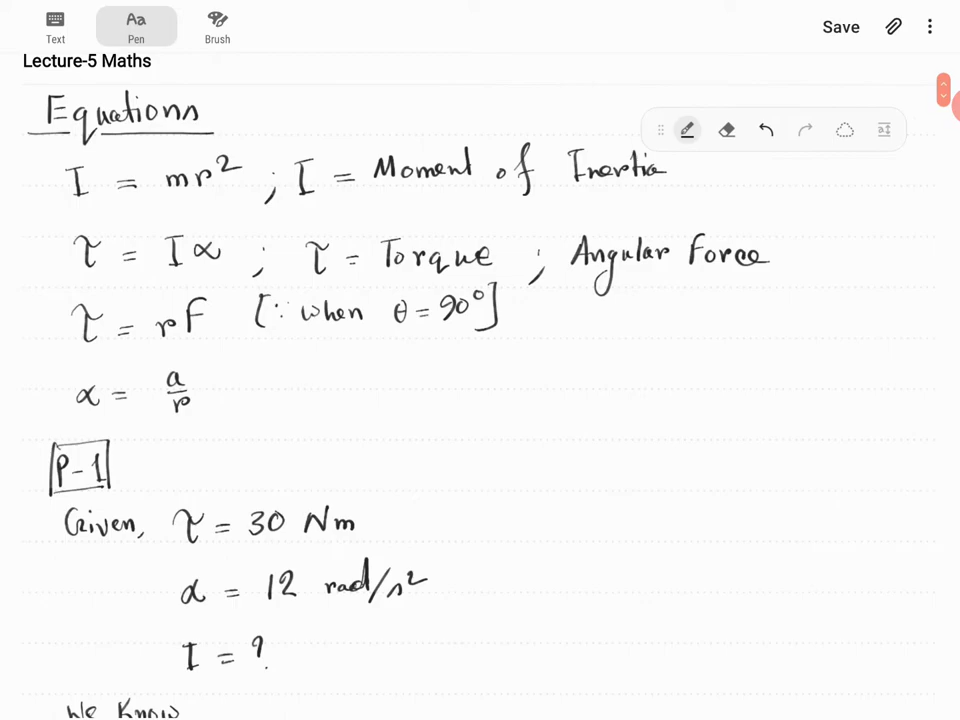 Text Pen Brush Save
Aa
Lecture-5 Maths
Equations
I = mr² ; I = Moment of Inertia
τ = Iα ; τ = Torque ; Angular Force
τ = rF [∵ when θ = 90°]
α = a/r
P-1
Given, τ = 30 Nm
α = 12 rad/s²
I = ?
We Know